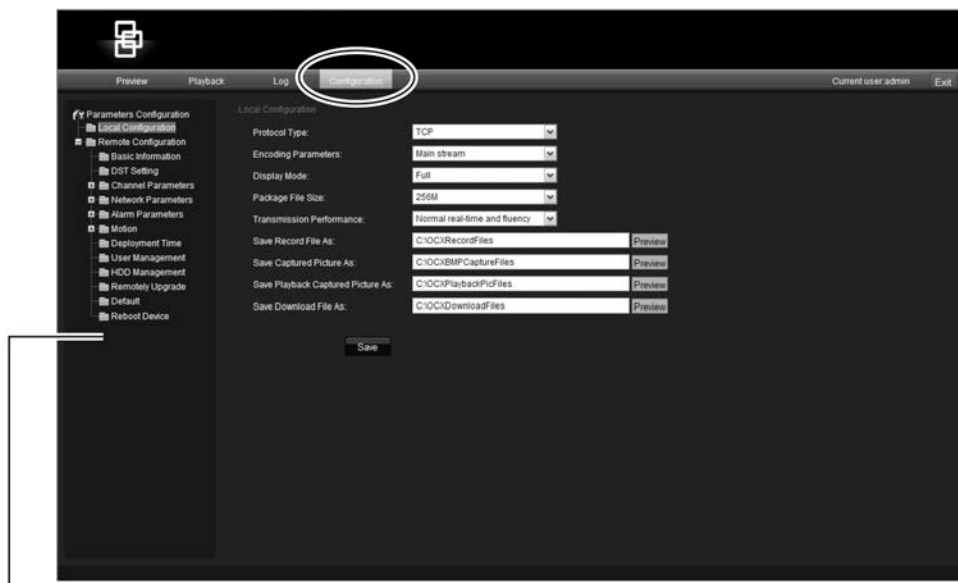 Preview Playback Log Configuration Current user:admin Exit
Parameters Configuration
Local Configuration
Remote Configuration
Basic Information
DST Setting
Channel Parameters
Network Parameters
Alarm Parameters
Motion
Deployment Time
User Management
HDD Management
Remotely Upgrade
Default
Reboot Device
Local Configuration
Protocol Type: TCP
Encoding Parameters: Main stream
Display Mode: Full
Package File Size: 256M
Transmission Performance: Normal real-time and fluency
Save Record File As: C:\OCXRecordFiles Preview
Save Captured Picture As: C:\OCXBMPCaptureFiles Preview
Save Playback Captured Picture As: C:\OCXPlaybackPicFiles Preview
Save Download File As: C:\OCXDownloadFiles Preview
Save